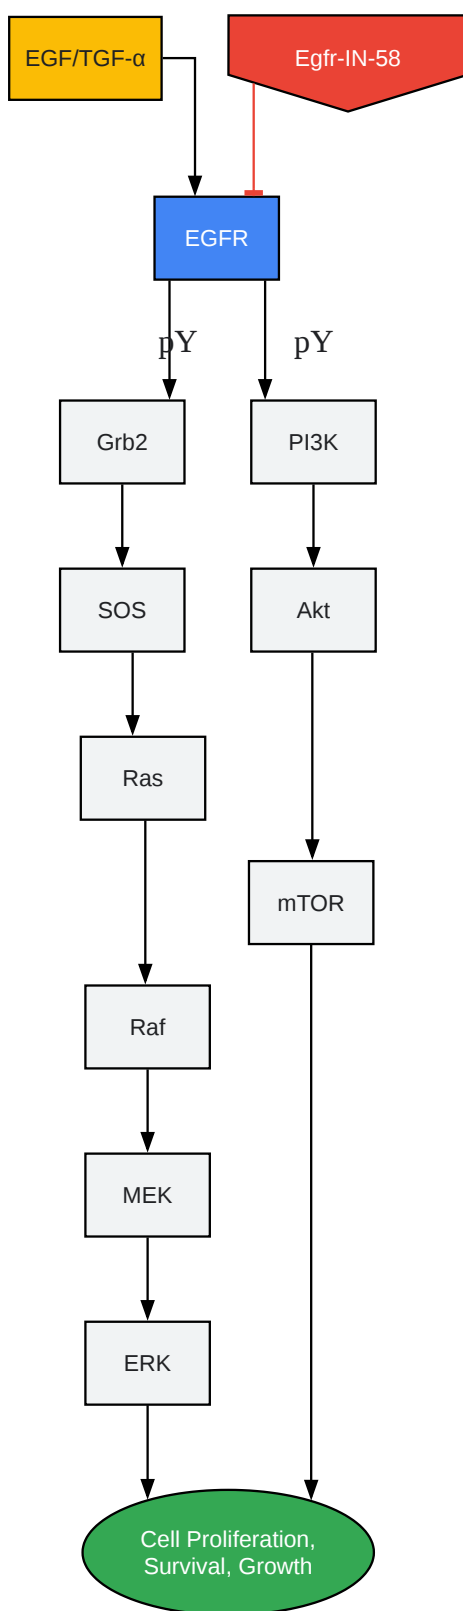 EGF/TGF-α
Egfr-IN-58
EGFR
pY
pY
Grb2
PI3K
SOS
Akt
Ras
mTOR
Raf
MEK
ERK
Cell Proliferation,
Survival, Growth